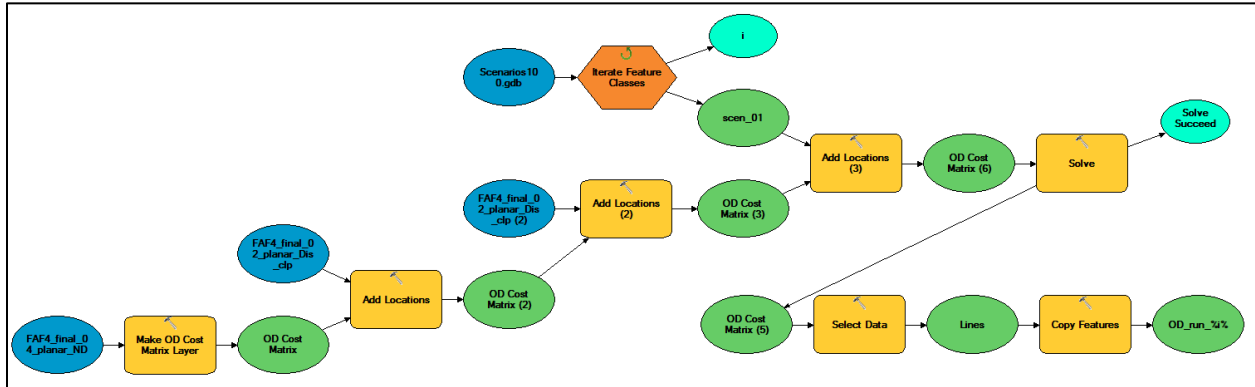 i
Scenarios10
0.gdb
Iterate Feature
Classes
scen_01
Solve
Succeed
Add Locations
(3)
OD Cost
Matrix (6)
Solve
FAF4_final_0
2_planar_Dis
_clp (2)
Add Locations
(2)
OD Cost
Matrix (3)
FAF4_final_0
2_planar_Dis
_clp
Add Locations
OD Cost
Matrix (2)
FAF4_final_0
4_planar_ND
Make OD Cost
Matrix Layer
OD Cost
Matrix
OD Cost
Matrix (5)
Select Data
Lines
Copy Features
OD_run_%i%